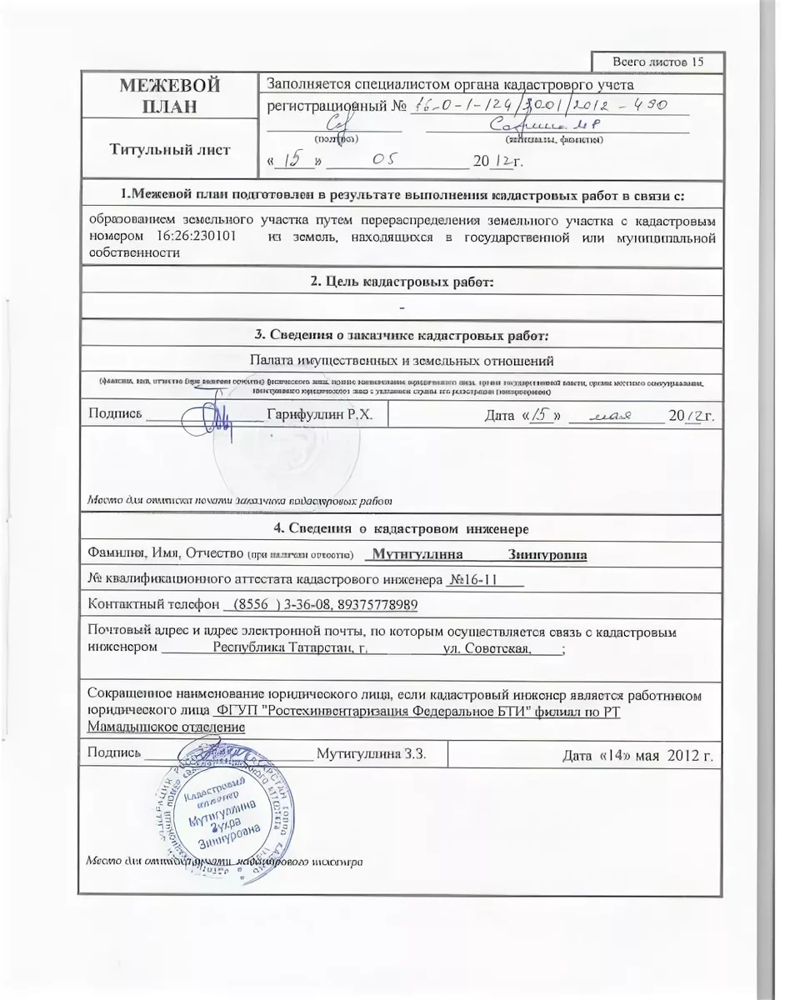 Всего листов 15
МЕЖЕВОЙ
ПЛАН
Титульный лист
Заполняется специалистом органа кадастрового учета
регистрационный № 16-0-1-124/3001/2012-490
(подпись) (инициалы, фамилия)
«15» 05 2012г.
1.Межевой план подготовлен в результате выполнения кадастровых работ в связи с:
образованием земельного участка путем перераспределения земельного участка с кадастровым
номером 16:26:230101 из земель, находящихся в государственной или муниципальной
собственности
2. Цель кадастровых работ:
-
3. Сведения о заказчике кадастровых работ:
Палата имущественных и земельных отношений
Подпись Гарифуллин Р.Х. Дата «15» мая 2012г.
Место для оттиска печати заказчика кадастровых работ
4. Сведения о кадастровом инженере
Фамилия, Имя, Отчество (при наличии отчества) Мутигуллина Зиннуровна
№ квалификационного аттестата кадастрового инженера №16-11
Контактный телефон (8556 ) 3-36-08, 89375778989
Почтовый адрес и адрес электронной почты, по которым осуществляется связь с кадастровым
инженером Республика Татарстан, г. ул. Советская, ;
Сокращенное наименование юридического лица, если кадастровый инженер является работником
юридического лица ФГУП "Ростехинвентаризация Федеральное БТИ" филиал по РТ
Мамадышское отделение
Подпись Мутигуллина З.З. Дата «14» мая 2012 г.
Кадастровый
инженер
Мутигуллина
Зухра
Зиннуровна
Место для оттиска печати кадастрового инженера